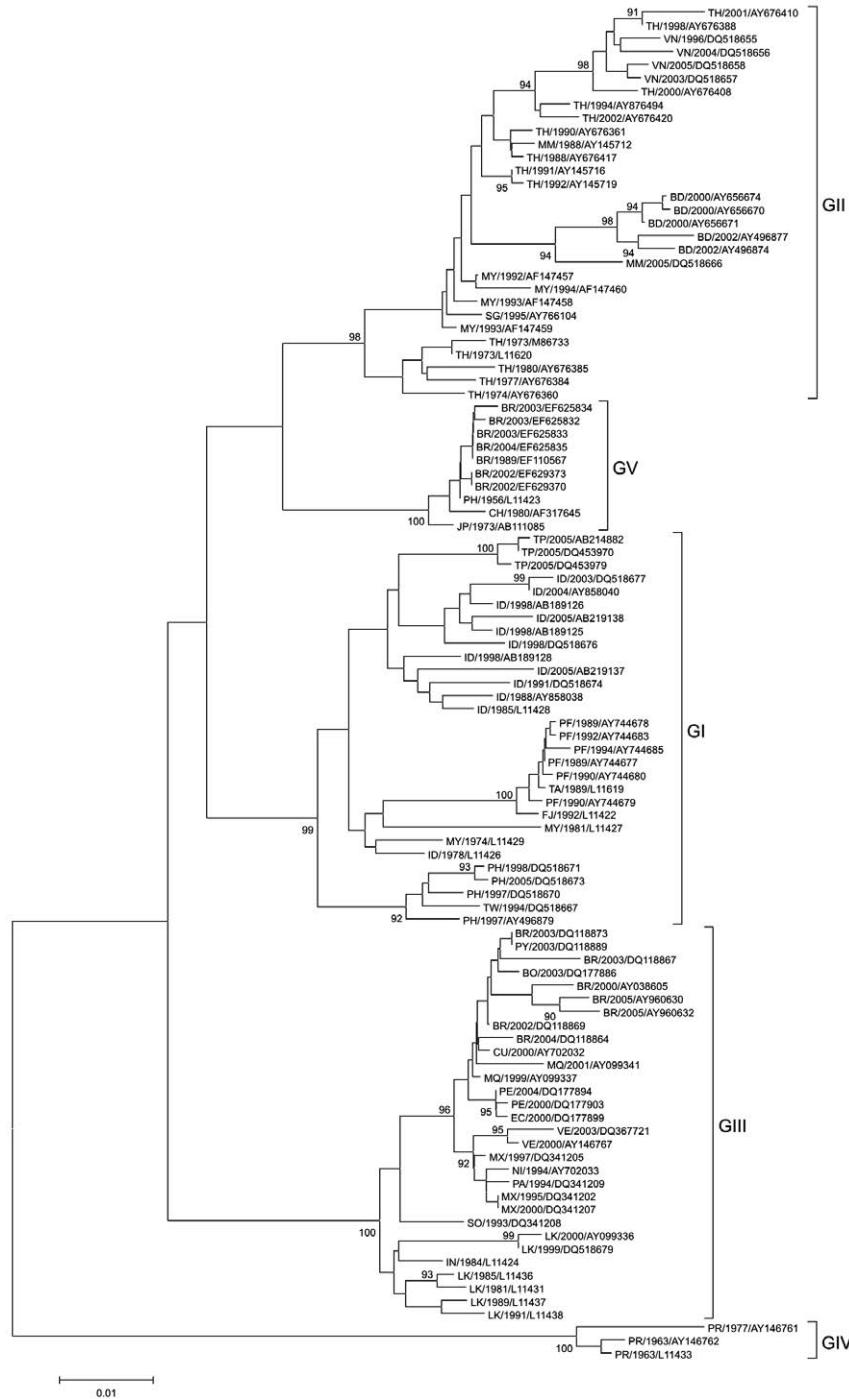 91
TH/2001/AY676410
TH/1998/AY676388
VN/1996/DQ518655
VN/2004/DQ518656
98
VN/2005/DQ518658
VN/2003/DQ518657
94
TH/2000/AY676408
TH/1994/AY876494
TH/2002/AY676420
TH/1990/AY676361
MM/1988/AY145712
TH/1988/AY676417
TH/1991/AY145716
95
TH/1992/AY145719
BD/2000/AY656674
94
BD/2000/AY656670
98
BD/2000/AY656671
BD/2002/AY496877
94
94
BD/2002/AY496874
MM/2005/DQ518666
GII
MY/1992/AF147457
MY/1994/AF147460
MY/1993/AF147458
SG/1995/AY766104
MY/1993/AF147459
98
TH/1973/M86733
TH/1973/L11620
TH/1980/AY676385
TH/1977/AY676384
TH/1974/AY676360
BR/2003/EF625834
BR/2003/EF625832
BR/2003/EF625833
BR/2004/EF625835
BR/1989/EF110567
GV
BR/2002/EF629373
BR/2002/EF629370
PH/1956/L11423
CH/1980/AF317645
100
JP/1973/AB111085
TP/2005/AB214882
100
TP/2005/DQ453970
TP/2005/DQ453979
99
ID/2003/DQ518677
ID/2004/AY858040
ID/1998/AB189126
ID/2005/AB219138
ID/1998/AB189125
ID/1998/DQ518676
ID/1998/AB189128
ID/2005/AB219137
ID/1991/DQ518674
ID/1988/AY858038
ID/1985/L11428
PF/1989/AY744678
GI
PF/1992/AY744683
PF/1994/AY744685
PF/1989/AY744677
PF/1990/AY744680
TA/1989/L11619
100
PF/1990/AY744679
FJ/1992/L11422
99
MY/1981/L11427
MY/1974/L11429
ID/1978/L11426
93
PH/1998/DQ518671
PH/2005/DQ518673
PH/1997/DQ518670
TW/1994/DQ518667
92
PH/1997/AY496879
BR/2003/DQ118873
PY/2003/DQ118889
BR/2003/DQ118867
BO/2003/DQ177886
BR/2000/AY038605
BR/2005/AY960630
90
BR/2005/AY960632
BR/2002/DQ118869
BR/2004/DQ118864
CU/2000/AY702032
MQ/2001/AY099341
MQ/1999/AY099337
PE/2004/DQ177894
PE/2000/DQ177903
96
95
EC/2000/DQ177899
GIII
95
VE/2003/DQ367721
VE/2000/AY146767
92
MX/1997/DQ341205
NI/1994/AY702033
PA/1994/DQ341209
MX/1995/DQ341202
MX/2000/DQ341207
SO/1993/DQ341208
100
99
LK/2000/AY099336
LK/1999/DQ518679
IN/1984/L11424
93
LK/1985/L11436
LK/1981/L11431
LK/1989/L11437
LK/1991/L11438
PR/1977/AY146761
PR/1963/AY146762
GIV
100
PR/1963/L11433
0.01